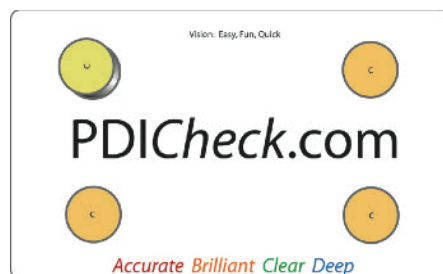 Vision: Easy, Fun, Quick
C
PDICheck.com
C
C
Accurate Brilliant Clear Deep